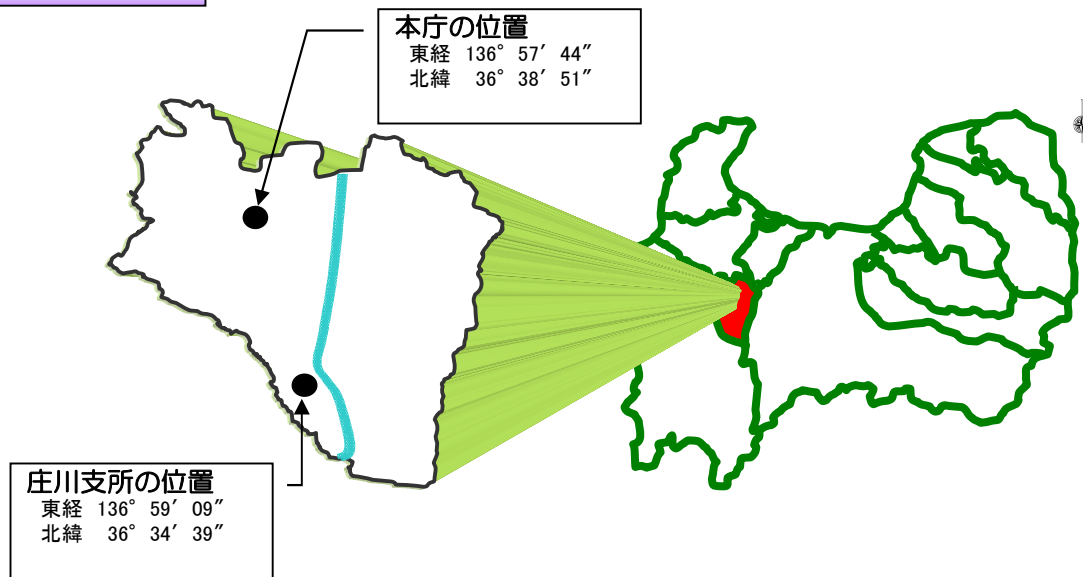 本庁の位置
東経 136° 57′ 44″
北緯 36° 38′ 51″
庄川支所の位置
東経 136° 59′ 09″
北緯 36° 34′ 39″